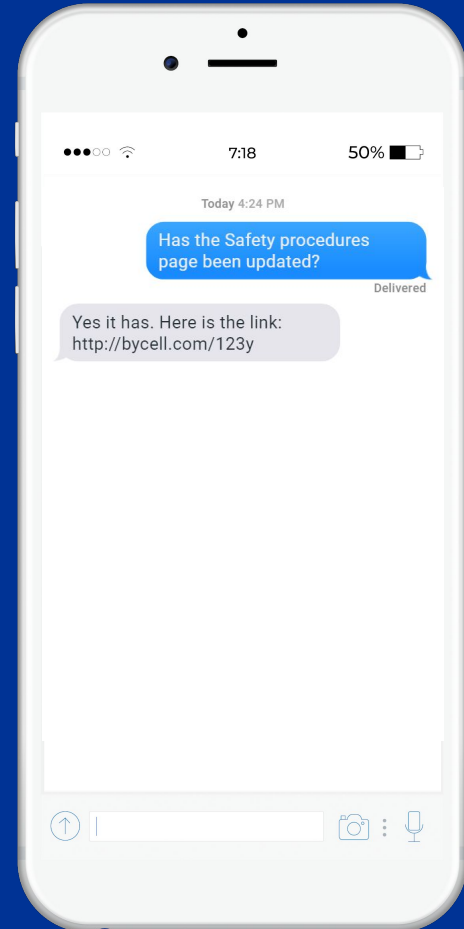 7:18
50%
Today 4:24 PM
Has the Safety procedures
page been updated?
Delivered
Yes it has. Here is the link:
http://bycell.com/123y